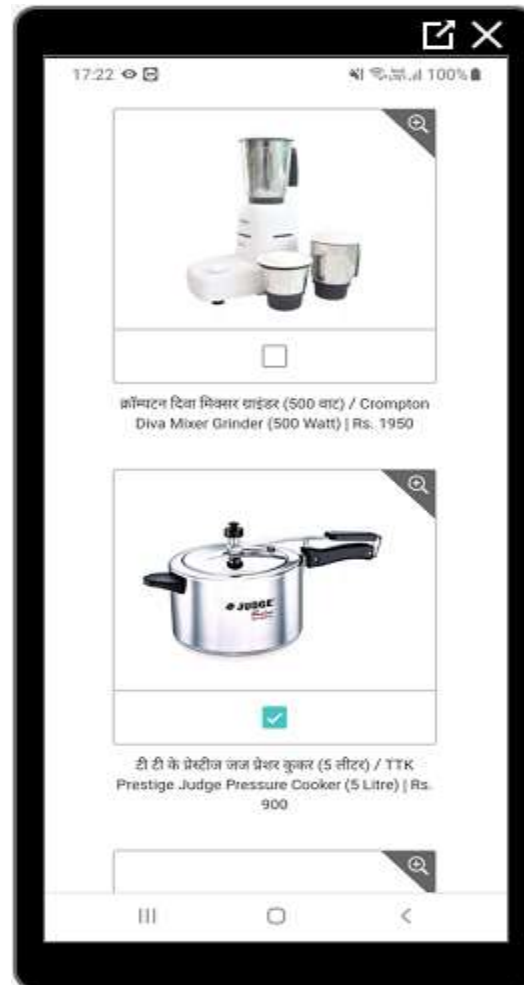 17:22
100%
JUDGE
क्रॉम्पटन दिवा मिक्सर ग्राइंडर (500 वाट) / Crompton
Diva Mixer Grinder (500 Watt) | Rs. 1950
टी टी के प्रेस्टीज जज प्रेशर कुकर (5 लीटर) / TTK
Prestige Judge Pressure Cooker (5 Litre) | Rs.
900